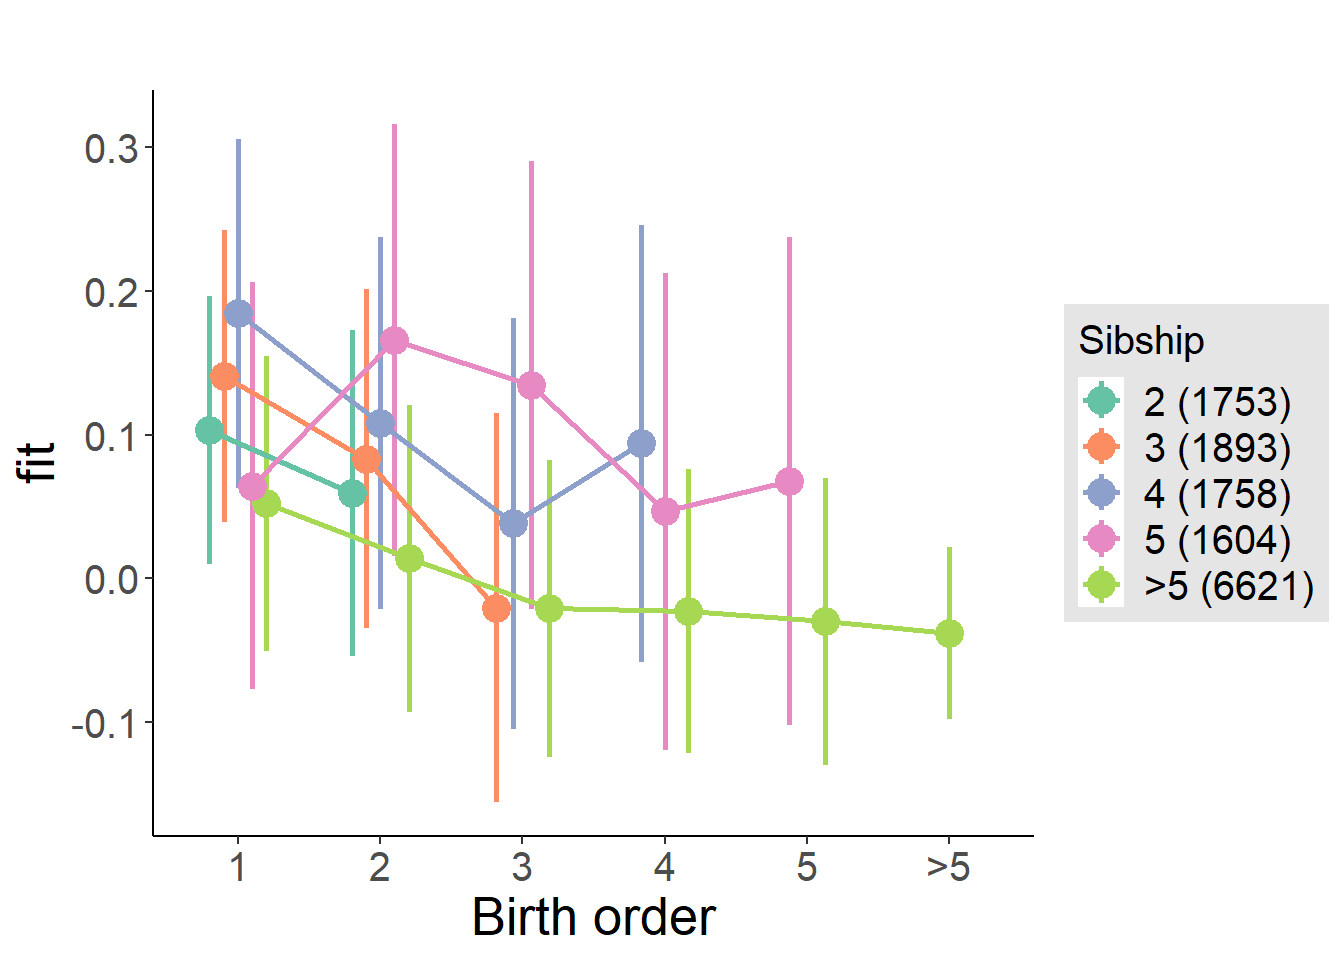 0.3
0.2
0.1
0.0
-0.1
fit
1 2 3 4 5 >5
Birth order
Sibship
2 (1753)
3 (1893)
4 (1758)
5 (1604)
>5 (6621)